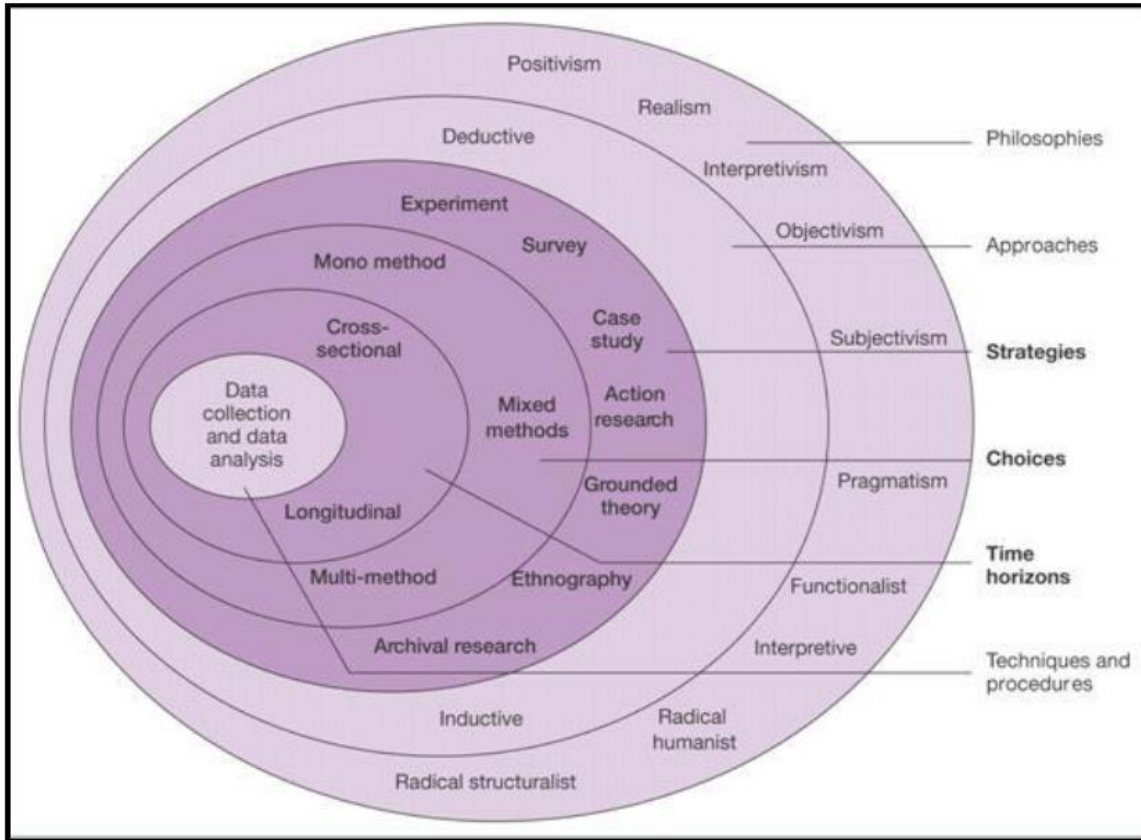 Positivism
Realism
Philosophies
Deductive
Interpretivism
Experiment
Objectivism
Survey
Approaches
Mono method
Case
study
Subjectivism
Strategies
Cross-
sectional
Data
collection
and data
analysis
Mixed
methods
Action
research
Choices
Grounded
theory
Pragmatism
Longitudinal
Time
horizons
Multi-method
Ethnography
Functionalist
Archival research
Interpretive
Techniques and
procedures
Inductive
Radical
humanist
Radical structuralist